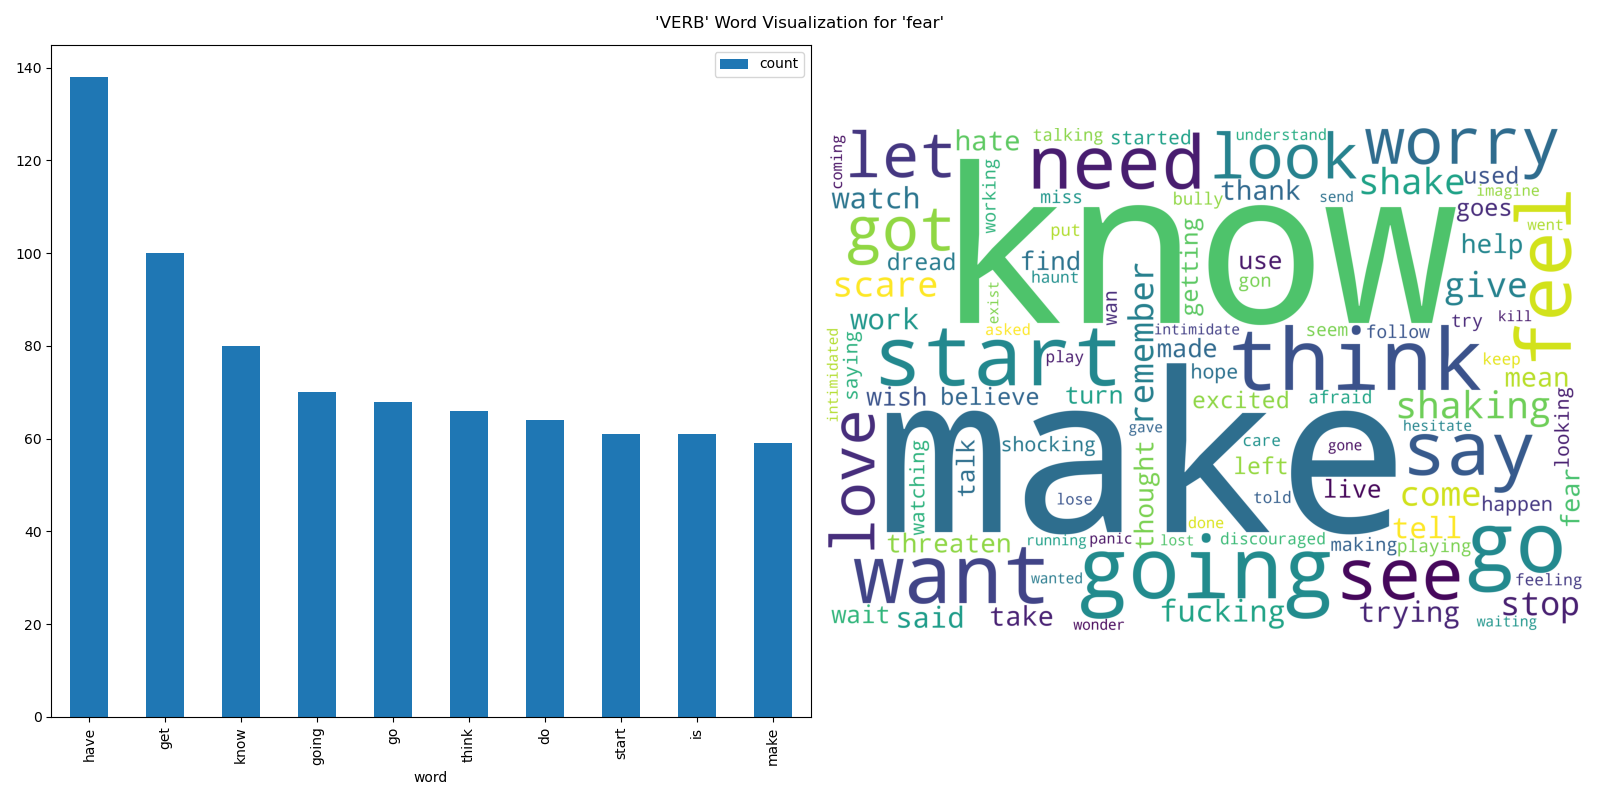 'VERB' Word Visualization for 'fear'
count
140
120
100
80
60
40
20
0
have
get
know
going
go
think
do
start
is
make
word
coming
let
hate
talking
started
need
look
understand
worry
watch
working
miss
bully
thank
send
shake
used
imagine
got
know
put
goes
went
feel
dread
find
getting
use
help
scare
haunt
gon
give
exist
wan
remember
work
asked
intimidate
seem
follow
try
kill
intimidated
saying
start
play
made
think
keep
hope
mean
wish
believe
turn
excited
afraid
shaking
love
make
gave
hesitate
looking
shocking
care
gone
say
watching
talk
thought
left
lose
told
live
come
happen
fear
done
tell
threaten
running
panic
lost
discouraged
making
playing
go
want
wanted
going
see
feeling
wait
said
take
wonder
fucking
trying
stop
waiting